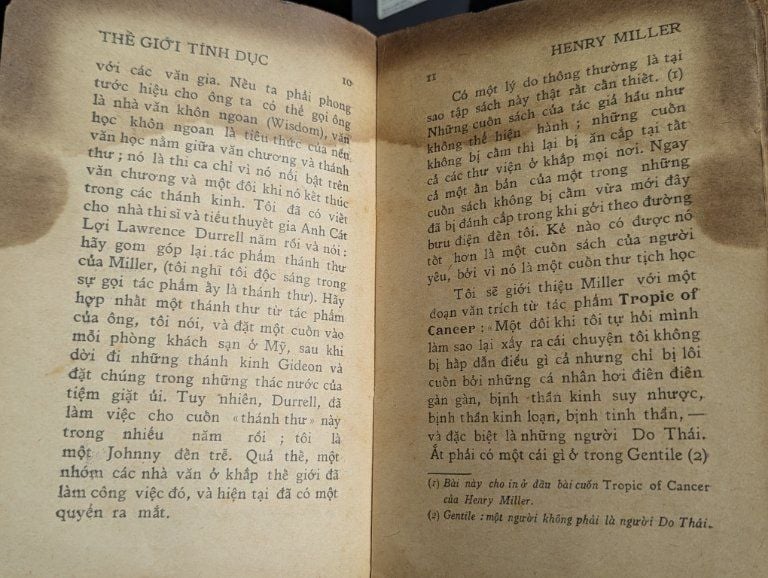 THẾ GIỚI TÍNH DỤC
10
với các văn gia. Nếu ta phải phong
tước hiệu cho ông ta có thể gọi ông
là nhà văn khôn ngoan (Wisdom), văn
học khôn ngoan là tiêu thức của nền
văn học nằm giữa văn chương và thánh
thư ; nó là thi ca chỉ vì nó nổi bật trên
văn chương và một đôi khi nó kết thúc
trong các thánh kinh. Tôi đã có viết
cho nhà thi sĩ và tiểu thuyết gia Anh Cát
Lợi Lawrence Durrell năm rồi và nói :
hãy gom góp lại tác phẩm thánh thư
của Miller, (tôi nghĩ tôi độc sáng trong
sự gọi tác phẩm ấy là thánh thư). Hãy
hợp nhất một thánh thư từ tác phẩm
của ông, tôi nói, và đặt một cuốn vào
mỗi phòng khách sạn ở Mỹ, sau khi
dời đi những thánh kinh Gideon và
đặt chúng trong những thác nước của
tiệm giặt ủi. Tuy nhiên, Durrell, đã
làm việc cho cuốn «thánh thư» này
trong nhiều năm rồi ; tôi là
một Johnny đến trễ. Quả thế, một
nhóm các nhà văn ở khắp thế giới đã
làm công việc đó, và hiện tại đã có một
quyển ra mắt.
11
HENRY MILLER
Có một lý do thông thường là tại
sao tập sách này thật rất cần thiết. (1)
Những cuốn sách của tác giả hầu như
không thể hiện hành ; những cuốn
không bị cầm thì lại bị ăn cắp tại tất
cả các thư viện ở khắp mọi nơi. Ngay
cả một ấn bản của một trong những
cuốn sách không bị cầm vừa mới đây
đã bị đánh cắp trong khi gởi theo đường
bưu điện đến tôi. Kẻ nào có được nó
tốt hơn là một cuốn sách của người
yêu, bởi vì nó là một cuốn thư tịch học
Tôi sẽ giới thiệu Miller với một
đoạn văn trích từ tác phẩm Tropic of
Cancer : «Một đôi khi tôi tự hỏi mình
làm sao lại xẩy ra cái chuyện tôi không
bị hấp dẫn điều gì cả nhưng chỉ bị lôi
cuốn bởi những cá nhân hơi điên điên
gàn gàn, bịnh thần kinh suy nhược,
bịnh thần kinh loạn, bịnh tinh thần, —
và đặc biệt là những người Do Thái.
Ắt phải có một cái gì ở trong Gentile (2)
(1) Bài này cho in ở đầu bài cuốn Tropic of Cancer
của Henry Miller.
(2) Gentile : một người không phải là người Do Thái.